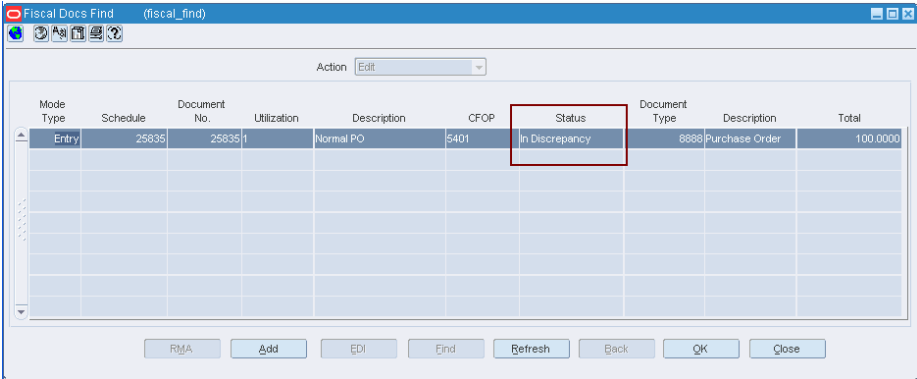 Fiscal Docs Find (fiscal_find)
Action Edit
Mode Type Schedule Document No. Utilization Description CFOP Status Document Type Description Total
Entry 25835 25835 1 Normal PO 5401 In Discrepancy 8888 Purchase Order 100.0000
RMA Add EDI Find Refresh Back OK Close